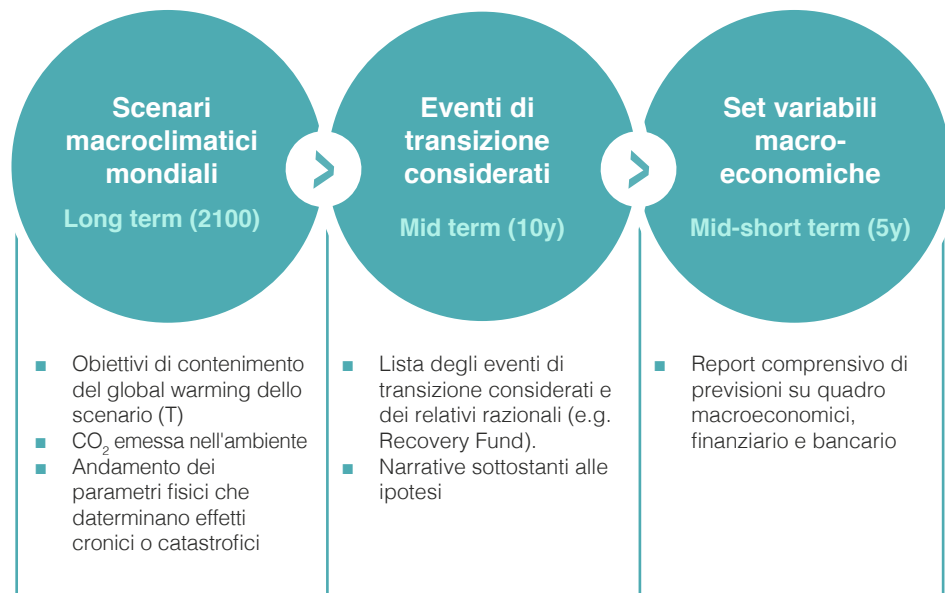 Scenari
macroclimatici
mondiali
Long term (2100)
Eventi di
transizione
considerati
Mid term (10y)
Set variabili
macro-
economiche
Mid-short term (5y)
■ Obiettivi di contenimento
del global warming dello
scenario (T)
■ CO₂ emessa nell'ambiente
■ Andamento dei
parametri fisici che
daterminano effetti
cronici o catastrofici
■ Lista degli eventi di
transizione considerati e
dei relativi razionali (e.g.
Recovery Fund).
■ Narrative sottostanti alle
ipotesi
■ Report comprensivo di
previsioni su quadro
macroeconomici,
finanziario e bancario